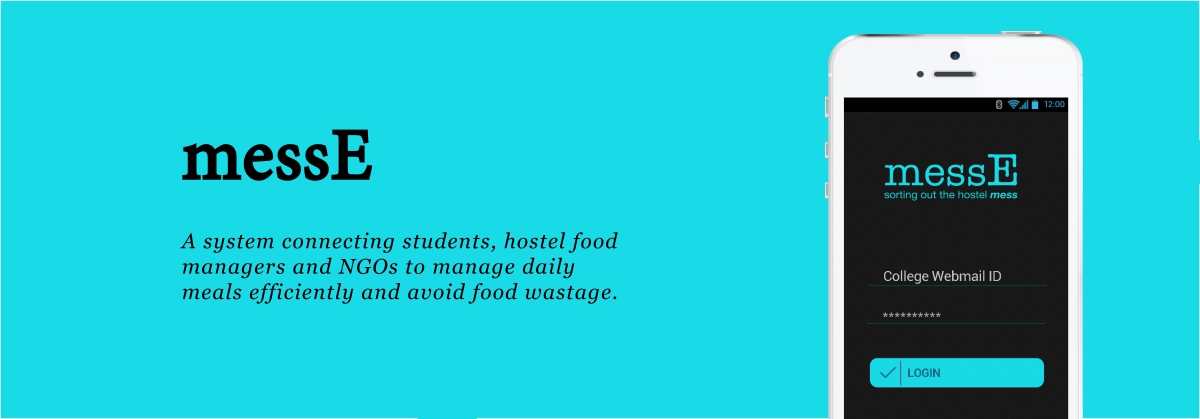 messE
A system connecting students, hostel food
managers and NGOs to manage daily
meals efficiently and avoid food wastage.
12:00
messE
sorting out the hostel mess
College Webmail ID
**********
LOGIN